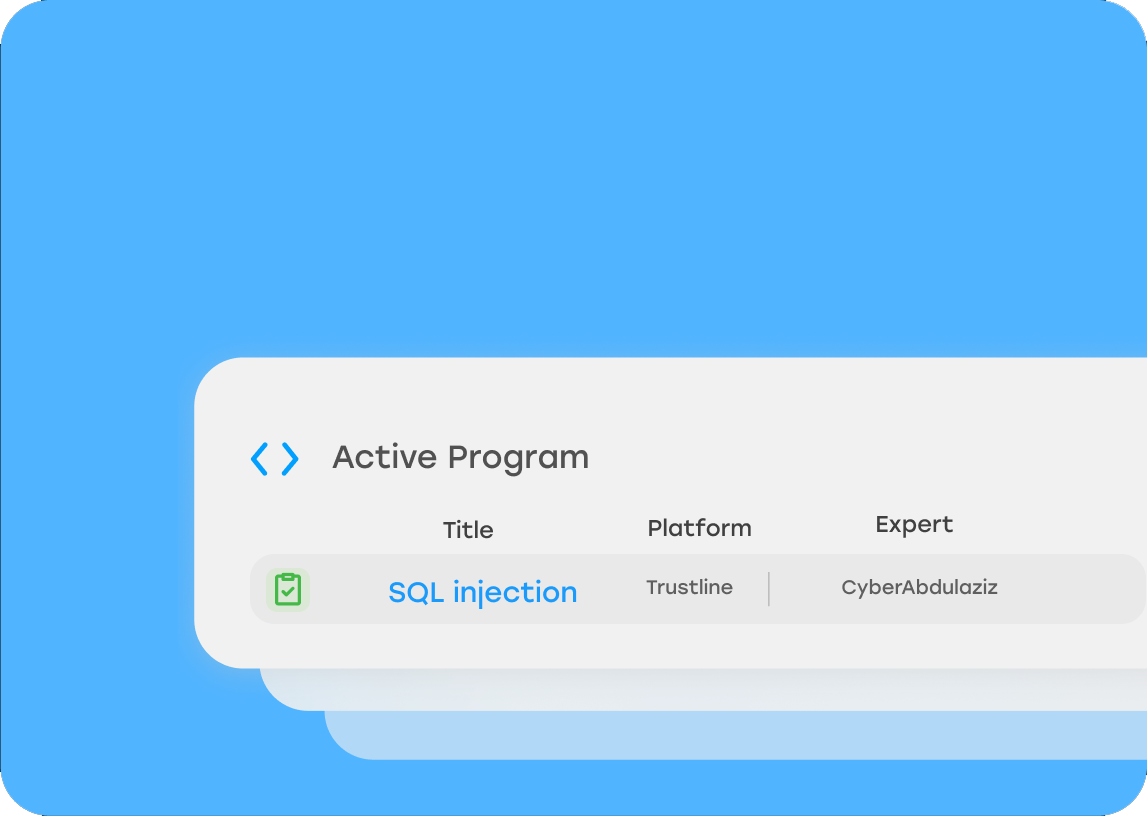 Active Program
Title Platform Expert
SQL injection Trustline CyberAbdulaziz